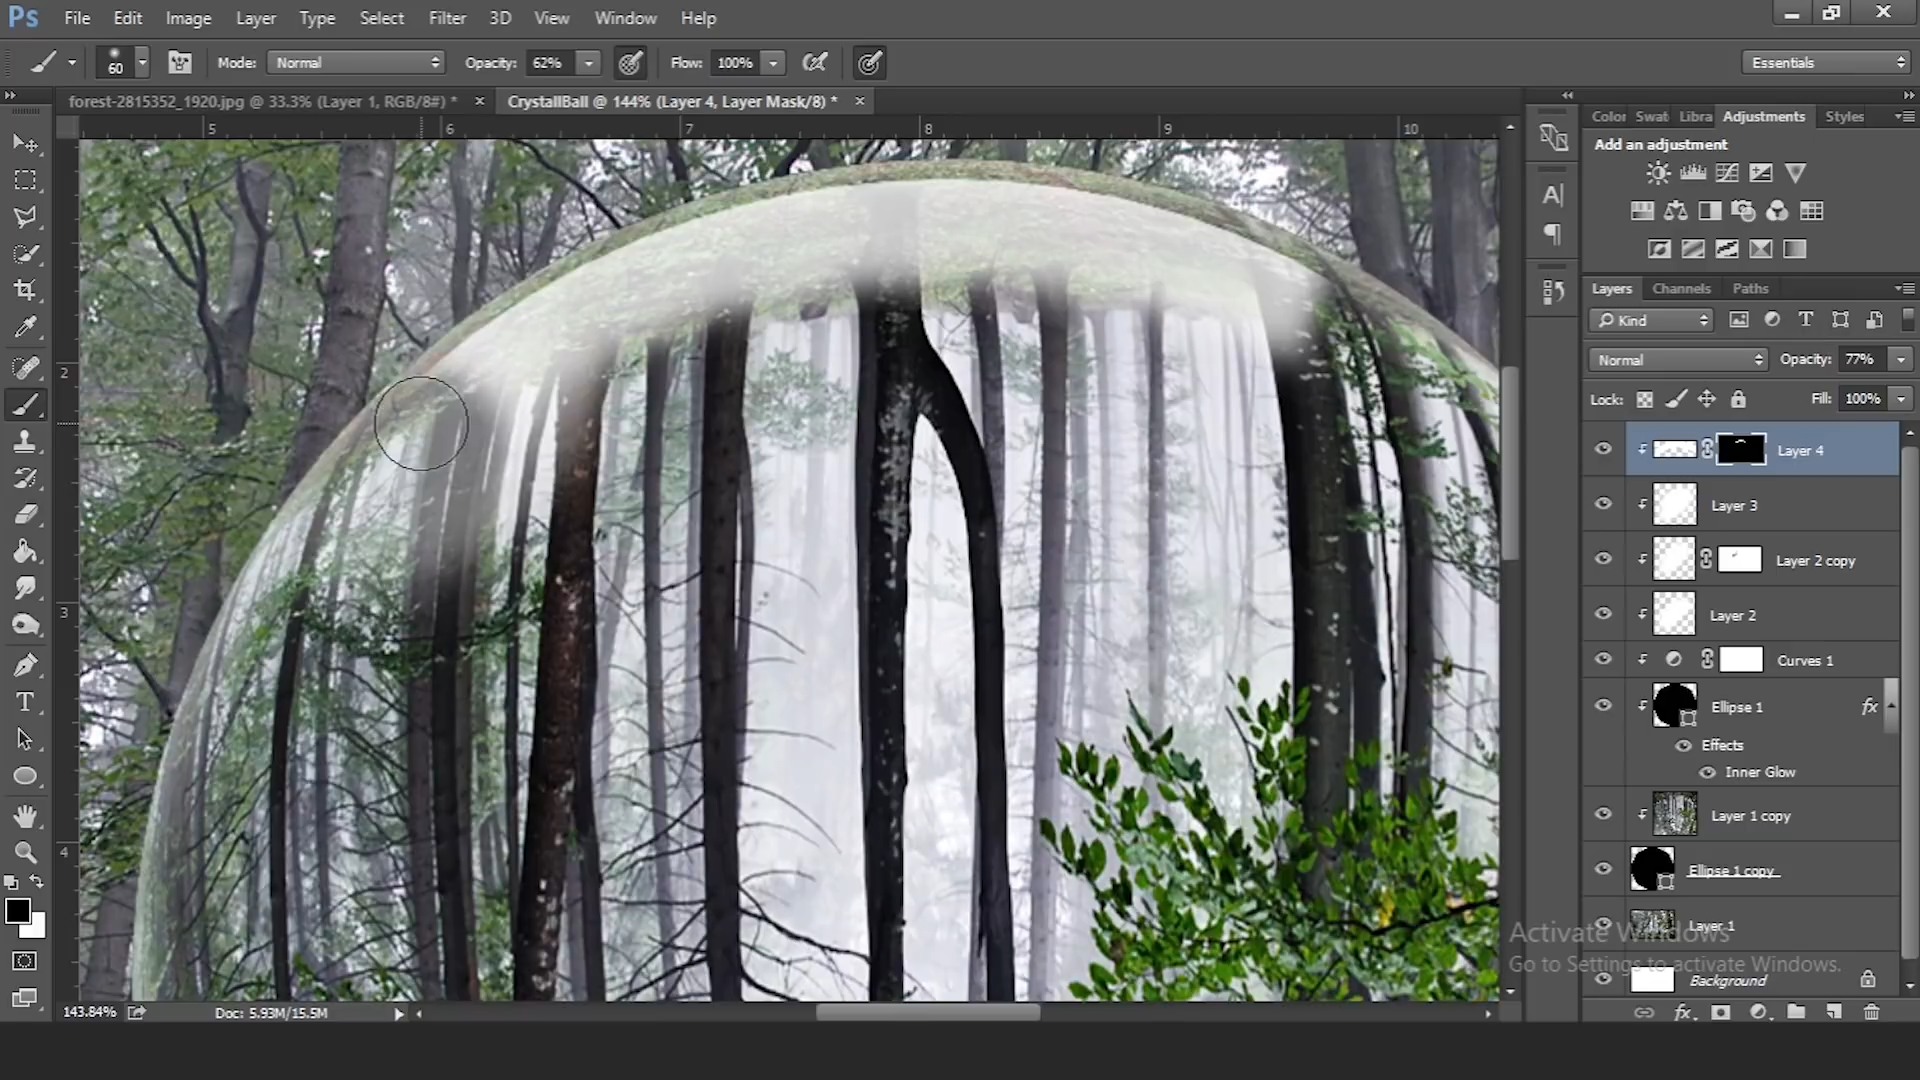 Ps File Edit Image Layer Type Select Filter 3D View Window Help
60 Mode: Normal Opacity: 62% Flow: 100% Essentials
forest-2815352_1920.jpg @ 33.3% (Layer 1, RGB/8#) * × CrystallBall @ 144% (Layer 4, Layer Mask/8) * ×
5 6 7 8 9 10
2
3
4
Color Swat Libra Adjustments Styles
Add an adjustment
Layers Channels Paths
Kind T
Normal Opacity: 77%
Lock: Fill: 100%
Layer 4
Layer 3
Layer 2 copy
Layer 2
Curves 1
Ellipse 1 fx
Effects
Inner Glow
Layer 1 copy
Ellipse 1 copy
Layer 1
Background
Activate Windows
Go to Settings to activate Windows.
143.84% Doc: 5.93M/15.5M
fx